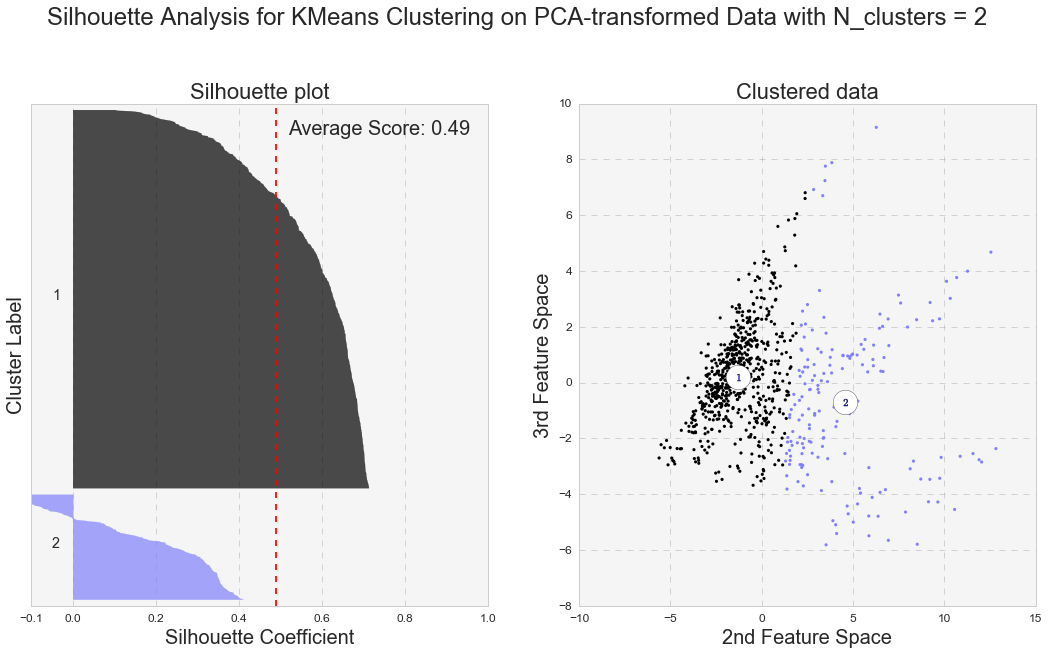 Silhouette Analysis for KMeans Clustering on PCA-transformed Data with N_clusters = 2
Silhouette plot
Average Score: 0.49
Cluster Label
1
2
−0.1 0.0 0.2 0.4 0.6 0.8 1.0
Silhouette Coefficient
Clustered data
3rd Feature Space
10
8
6
4
2
0
−2
−4
−6
−8
1
2
−10 −5 0 5 10 15
2nd Feature Space